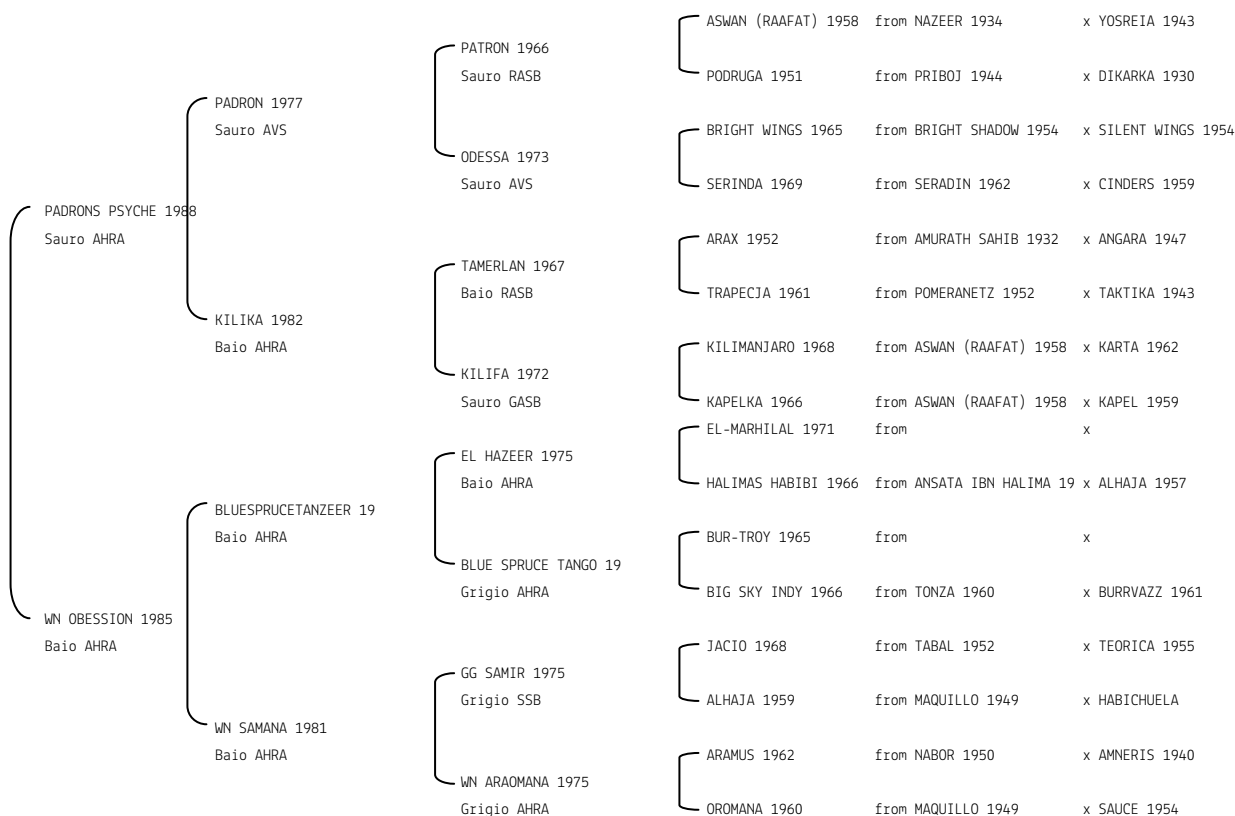 ASWAN (RAAFAT) 1958 from NAZEER 1934 x YOSREIA 1943
PATRON 1966
Sauro RASB
PODRUGA 1951 from PRIBOJ 1944 x DIKARKA 1930
PADRON 1977
Sauro AVS
BRIGHT WINGS 1965 from BRIGHT SHADOW 1954 x SILENT WINGS 1954
ODESSA 1973
Sauro AVS
SERINDA 1969 from SERADIN 1962 x CINDERS 1959
PADRONS PSYCHE 1988
Sauro AHRA
ARAX 1952 from AMURATH SAHIB 1932 x ANGARA 1947
TAMERLAN 1967
Baio RASB
TRAPECJA 1961 from POMERANETZ 1952 x TAKTIKA 1943
KILIKA 1982
Baio AHRA
KILIMANJARO 1968 from ASWAN (RAAFAT) 1958 x KARTA 1962
KILIFA 1972
Sauro GASB
KAPELKA 1966 from ASWAN (RAAFAT) 1958 x KAPEL 1959
EL-MARHILAL 1971 from x
EL HAZEER 1975
Baio AHRA
HALIMAS HABIBI 1966 from ANSATA IBN HALIMA 19 x ALHAJA 1957
BLUESPRUCETANZEER 19
Baio AHRA
BUR-TROY 1965 from x
BLUE SPRUCE TANGO 19
Grigio AHRA
BIG SKY INDY 1966 from TONZA 1960 x BURRVAZZ 1961
WN OBESSION 1985
Baio AHRA
JACIO 1968 from TABAL 1952 x TEORICA 1955
GG SAMIR 1975
Grigio SSB
ALHAJA 1959 from MAQUILLO 1949 x HABICHUELA
WN SAMANA 1981
Baio AHRA
ARAMUS 1962 from NABOR 1950 x AMNERIS 1940
WN ARAOMANA 1975
Grigio AHRA
OROMANA 1960 from MAQUILLO 1949 x SAUCE 1954